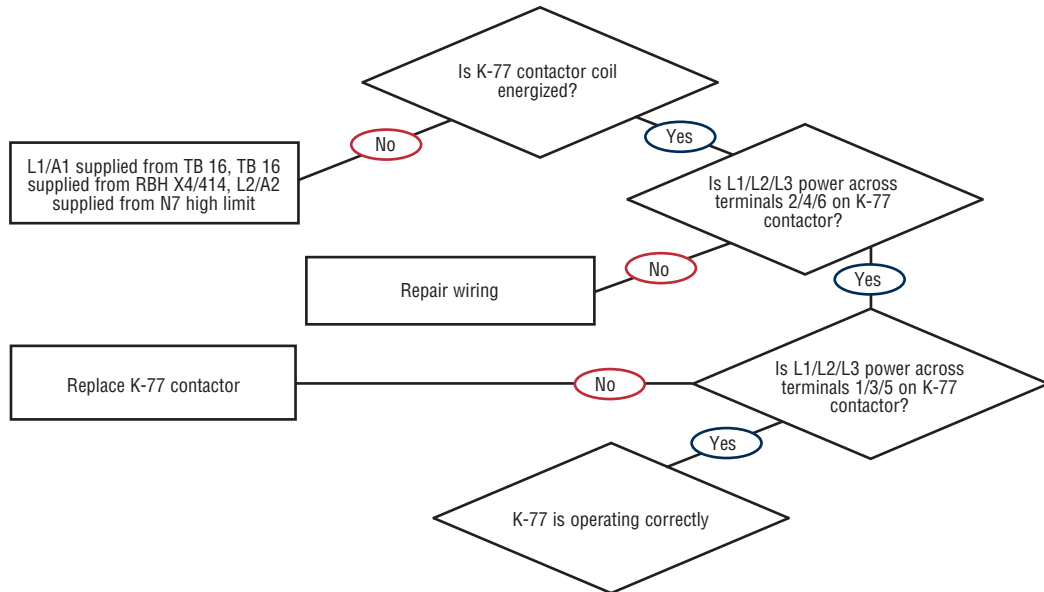 Is K-77 contactor coil
energized?
No
Yes
L1/A1 supplied from TB 16, TB 16
supplied from RBH X4/414, L2/A2
supplied from N7 high limit
Is L1/L2/L3 power across
terminals 2/4/6 on K-77
contactor?
No
Repair wiring
Yes
Is L1/L2/L3 power across
terminals 1/3/5 on K-77
contactor?
No
Replace K-77 contactor
Yes
K-77 is operating correctly